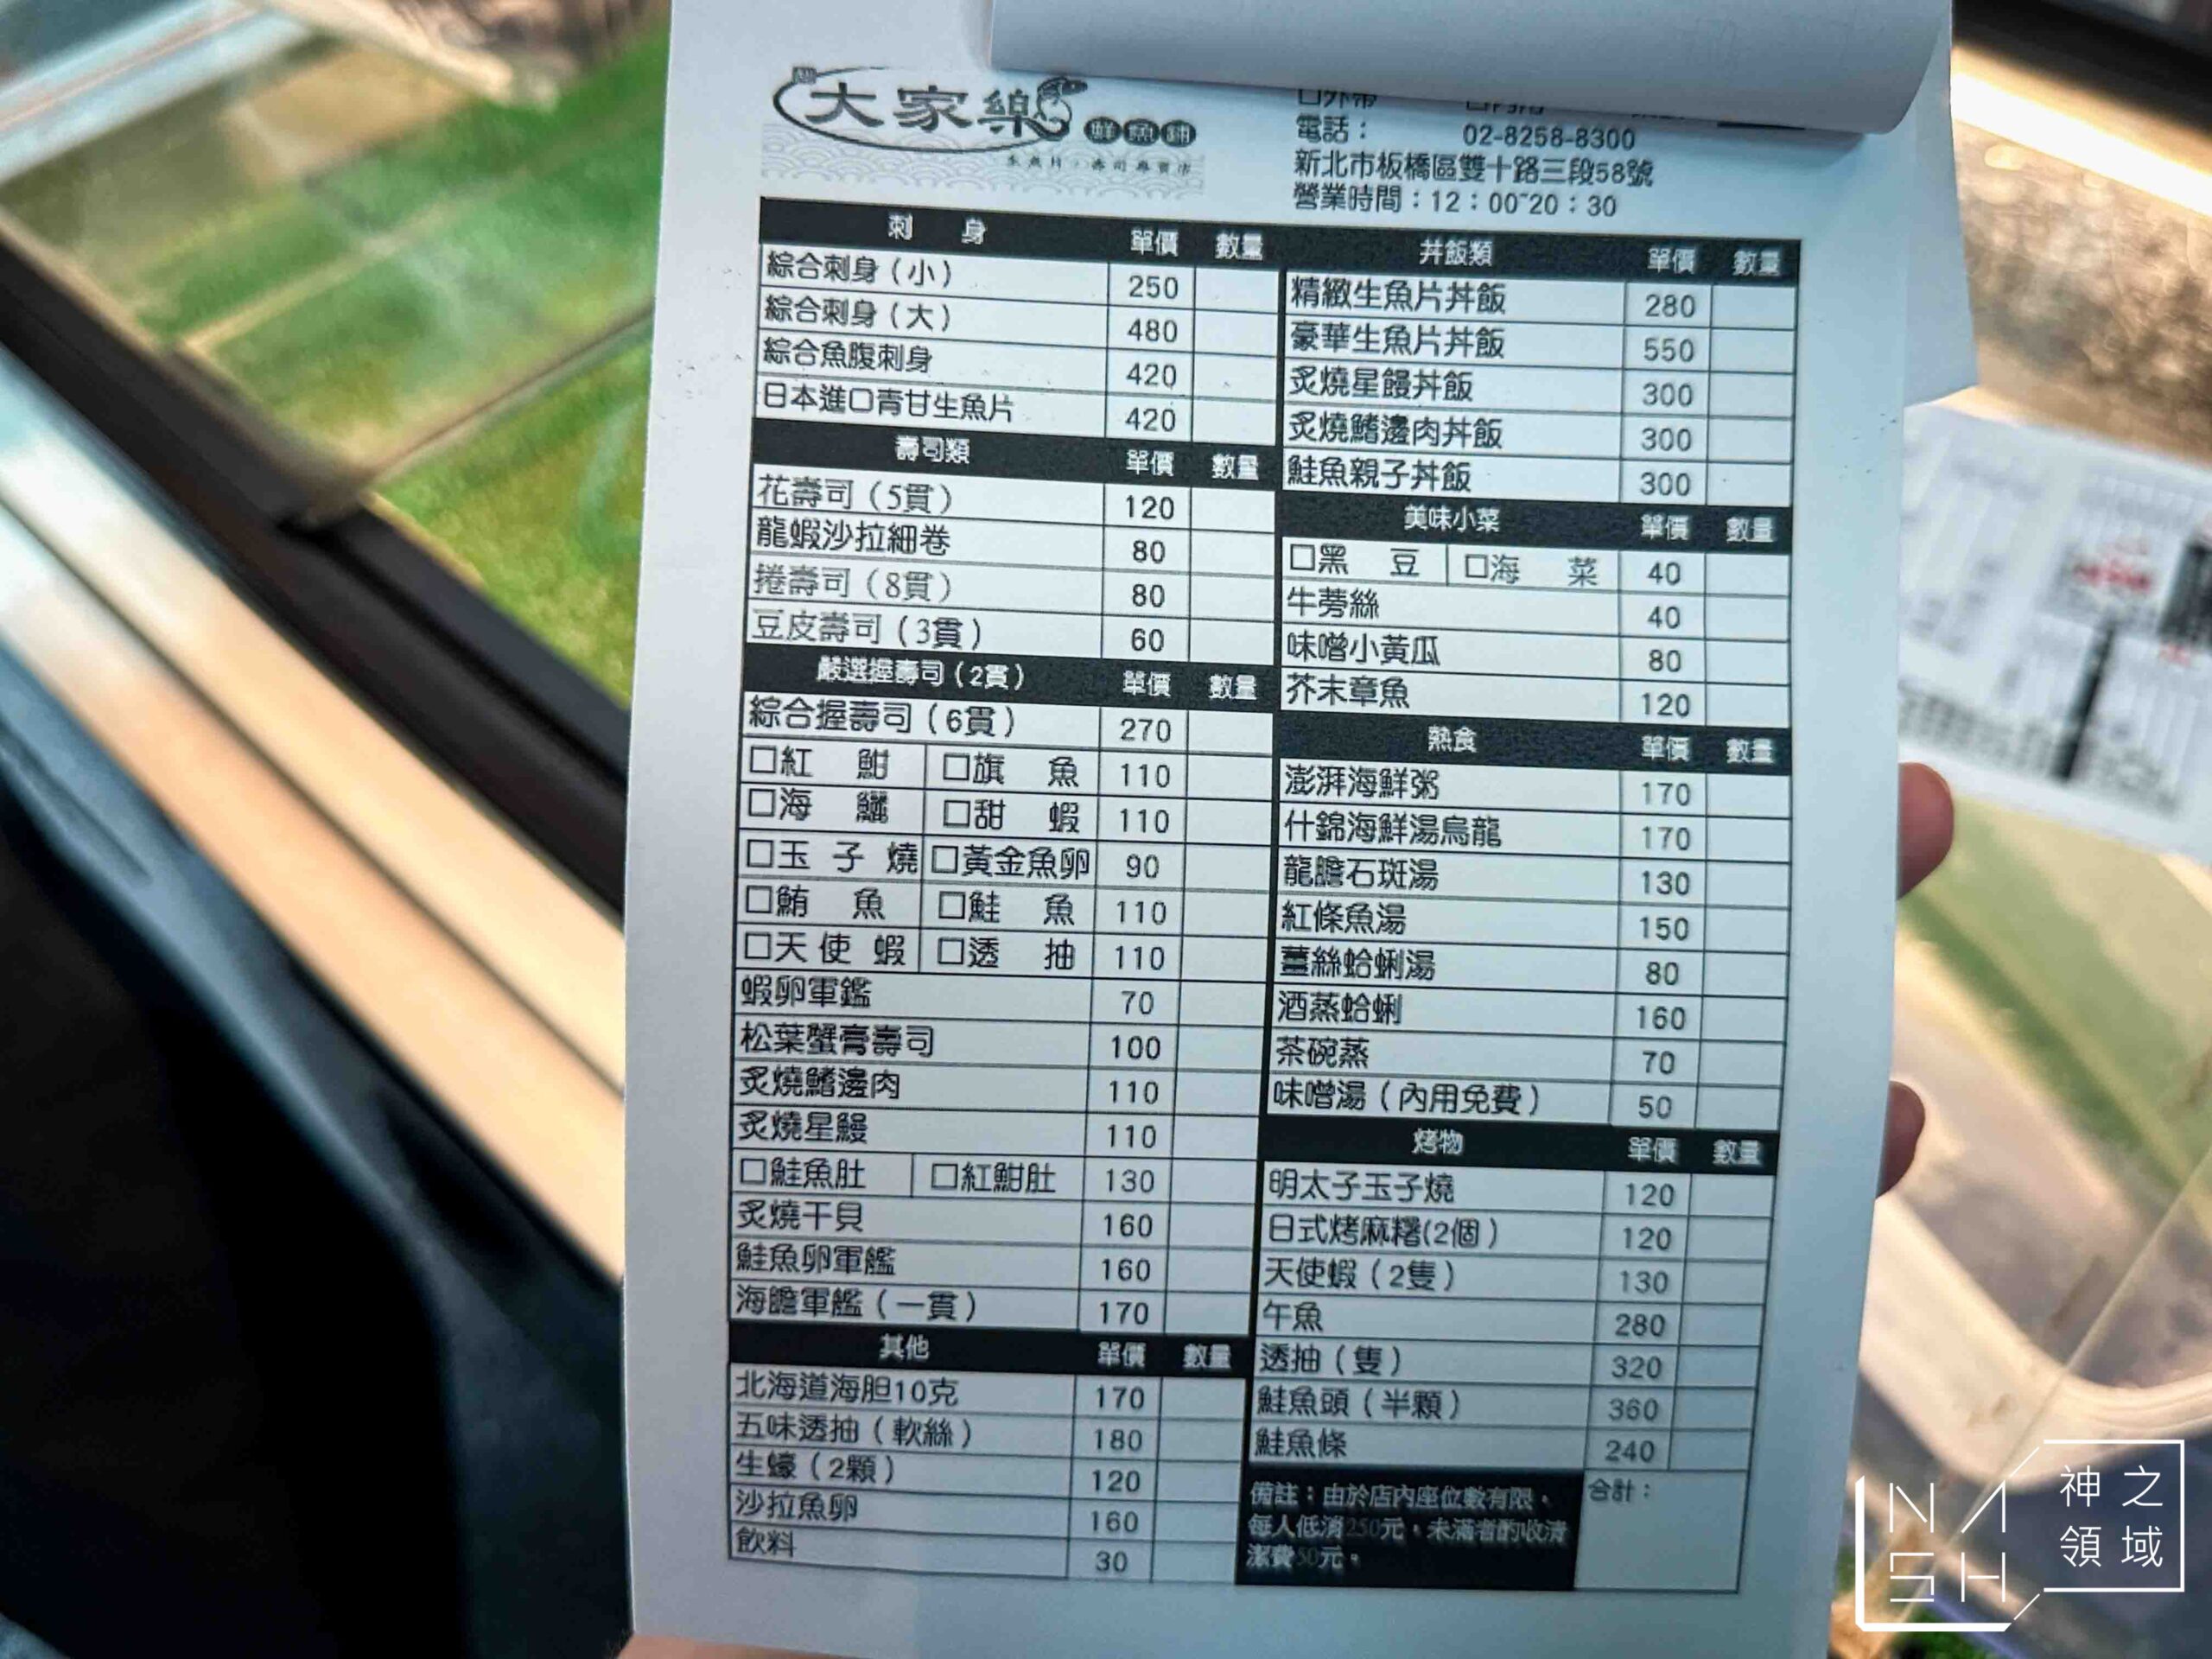 大家樂
鮮魚舖
生魚片・壽司專賣店
電話： 02-8258-8300
新北市板橋區雙十路三段58號
營業時間：12：00~20：30
刺 身 單價 數量
綜合刺身（小） 250
綜合刺身（大） 480
綜合魚腹刺身 420
日本進口青甘生魚片 420
壽司類 單價 數量
花壽司（5貫） 120
龍蝦沙拉細卷 80
捲壽司（8貫） 80
豆皮壽司（3貫） 60
嚴選握壽司（2貫） 單價 數量
綜合握壽司（6貫） 270
□紅 魽 □旗 魚 110
□海 鱺 □甜 蝦 110
□玉 子 燒 □黃金魚卵 90
□鮪 魚 □鮭 魚 110
□天 使 蝦 □透 抽 110
蝦卵軍鑑 70
松葉蟹膏壽司 100
炙燒鰭邊肉 110
炙燒星鰻 110
□鮭魚肚 □紅魽肚 130
炙燒干貝 160
鮭魚卵軍艦 160
海膽軍艦（一貫） 170
其他 單價 數量
北海道海胆10克 170
五味透抽（軟絲） 180
生蠔（2顆） 120
沙拉魚卵 160
飲料 30
丼飯類 單價 數量
精緻生魚片丼飯 280
豪華生魚片丼飯 550
炙燒星饅丼飯 300
炙燒鰭邊肉丼飯 300
鮭魚親子丼飯 300
美味小菜 單價 數量
□黑 豆 □海 菜 40
牛蒡絲 40
味噌小黃瓜 80
芥末章魚 120
熱食 單價 數量
澎湃海鮮粥 170
什錦海鮮湯烏龍 170
龍膽石斑湯 130
紅條魚湯 150
薑絲蛤蜊湯 80
酒蒸蛤蜊 160
茶碗蒸 70
味噌湯（內用免費） 50
烤物 單價 數量
明太子玉子燒 120
日式烤麻糬(2個） 120
天使蝦（2隻） 130
午魚 280
透抽（隻） 320
鮭魚頭（半顆） 360
鮭魚條 240
備註：由於店內座位數有限，
每人低消250元，未滿者酌收清
潔費50元。
合計：
NASH
神之
領域